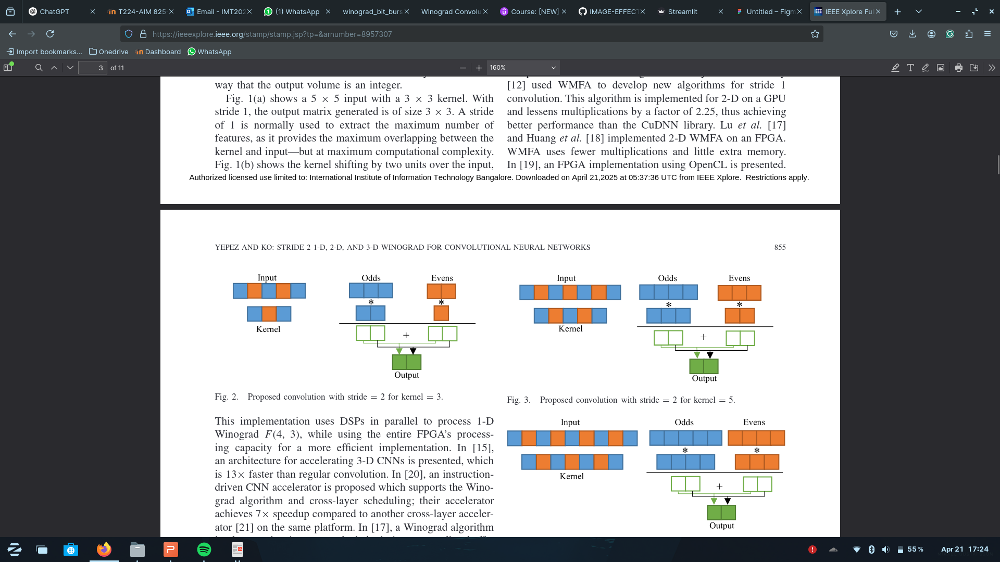 ChatGPT
T224-AIM 825-
Email - IMT202
(1) WhatsApp
winograd_bit_burs
Winograd Convolu
Course: [NEW]
IMAGE-EFFECT
Streamlit
Untitled – Figm
IEEE Xplore Ful
https://ieeexplore.ieee.org/stamp/stamp.jsp?tp=&arnumber=8957307
Import bookmarks...
Onedrive
Dashboard
WhatsApp
3 of 11
160%
way that the output volume is an integer.
Fig. 1(a) shows a 5 × 5 input with a 3 × 3 kernel. With
stride 1, the output matrix generated is of size 3 × 3. A stride
of 1 is normally used to extract the maximum number of
features, as it provides the maximum overlapping between the
kernel and input—but at maximum computational complexity.
Fig. 1(b) shows the kernel shifting by two units over the input,
[12] used WMFA to develop new algorithms for stride 1
convolution. This algorithm is implemented for 2-D on a GPU
and lessens multiplications by a factor of 2.25, thus achieving
better performance than the CuDNN library. Lu et al. [17]
and Huang et al. [18] implemented 2-D WMFA on an FPGA.
WMFA uses fewer multiplications and little extra memory.
In [19], an FPGA implementation using OpenCL is presented.
Authorized licensed use limited to: International Institute of Information Technology Bangalore. Downloaded on April 21,2025 at 05:37:36 UTC from IEEE Xplore. Restrictions apply.
YEPEZ AND KO: STRIDE 2 1-D, 2-D, AND 3-D WINOGRAD FOR CONVOLUTIONAL NEURAL NETWORKS
855
Input
Odds
Evens
*
*
Kernel
+
Output
Fig. 2. Proposed convolution with stride = 2 for kernel = 3.
This implementation uses DSPs in parallel to process 1-D
Winograd F(4, 3), while using the entire FPGA's process-
ing capacity for a more efficient implementation. In [15],
an architecture for accelerating 3-D CNNs is presented, which
is 13× faster than regular convolution. In [20], an instruction-
driven CNN accelerator is proposed which supports the Wino-
grad algorithm and cross-layer scheduling; their accelerator
achieves 7× speedup compared to another cross-layer acceler-
ator [21] on the same platform. In [17], a Winograd algorithm
Input
Odds
Evens
*
*
Kernel
+
Output
Fig. 3. Proposed convolution with stride = 2 for kernel = 5.
Input
Odds
Evens
*
*
Kernel
+
Output
55%
Apr 21 17:24